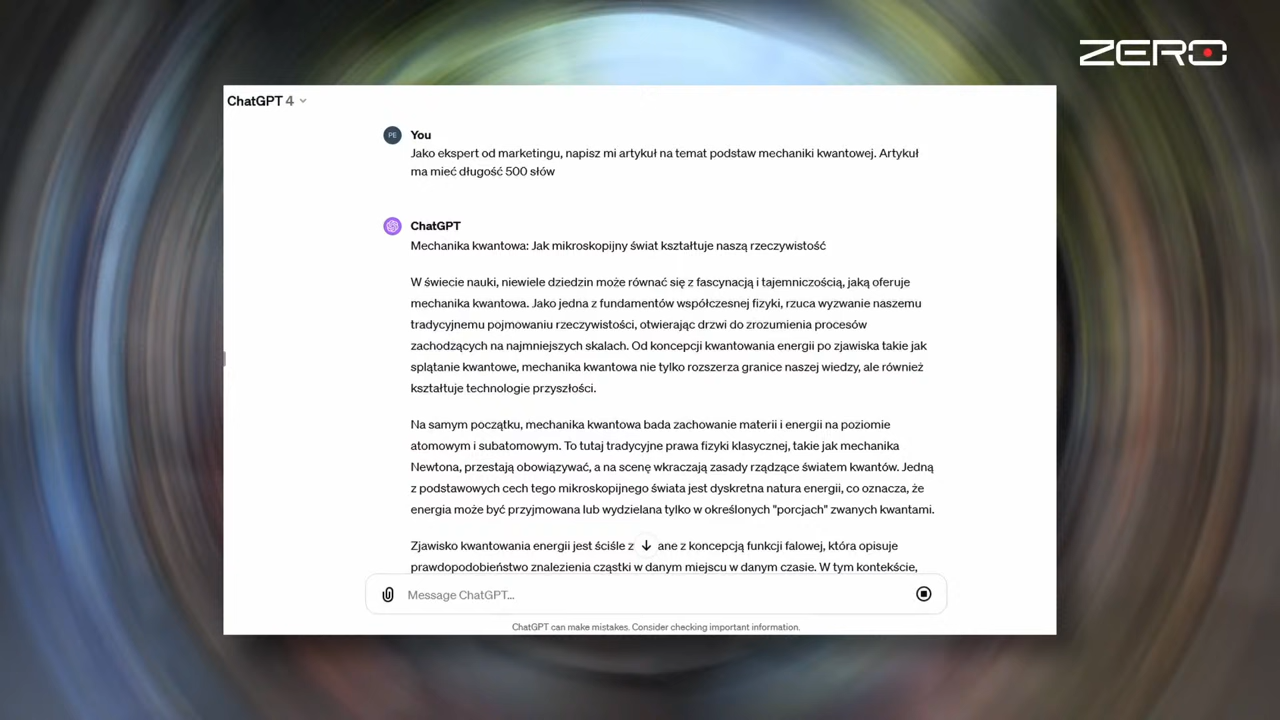 ZERO
ChatGPT 4
PE
You
Jako ekspert od marketingu, napisz mi artykuł na temat podstaw mechaniki kwantowej. Artykuł
ma mieć długość 500 słów
ChatGPT
Mechanika kwantowa: Jak mikroskopijny świat kształtuje naszą rzeczywistość
W świecie nauki, niewiele dziedzin może równać się z fascynacją i tajemniczością, jaką oferuje
mechanika kwantowa. Jako jedna z fundamentów współczesnej fizyki, rzuca wyzwanie naszemu
tradycyjnemu pojmowaniu rzeczywistości, otwierając drzwi do zrozumienia procesów
zachodzących na najmniejszych skalach. Od koncepcji kwantowania energii po zjawiska takie jak
splątanie kwantowe, mechanika kwantowa nie tylko rozszerza granice naszej wiedzy, ale również
kształtuje technologie przyszłości.
Na samym początku, mechanika kwantowa bada zachowanie materii i energii na poziomie
atomowym i subatomowym. To tutaj tradycyjne prawa fizyki klasycznej, takie jak mechanika
Newtona, przestają obowiązywać, a na scenę wkraczają zasady rządzące światem kwantów. Jedną
z podstawowych cech tego mikroskopijnego świata jest dyskretna natura energii, co oznacza, że
energia może być przyjmowana lub wydzielana tylko w określonych "porcjach" zwanych kwantami.
Zjawisko kwantowania energii jest ściśle z ane z koncepcją funkcji falowej, która opisuje
prawdopodobieństwo znalezienia cząstki w danym miejscu w danym czasie. W tym kontekście,
Message ChatGPT...
ChatGPT can make mistakes. Consider checking important information.